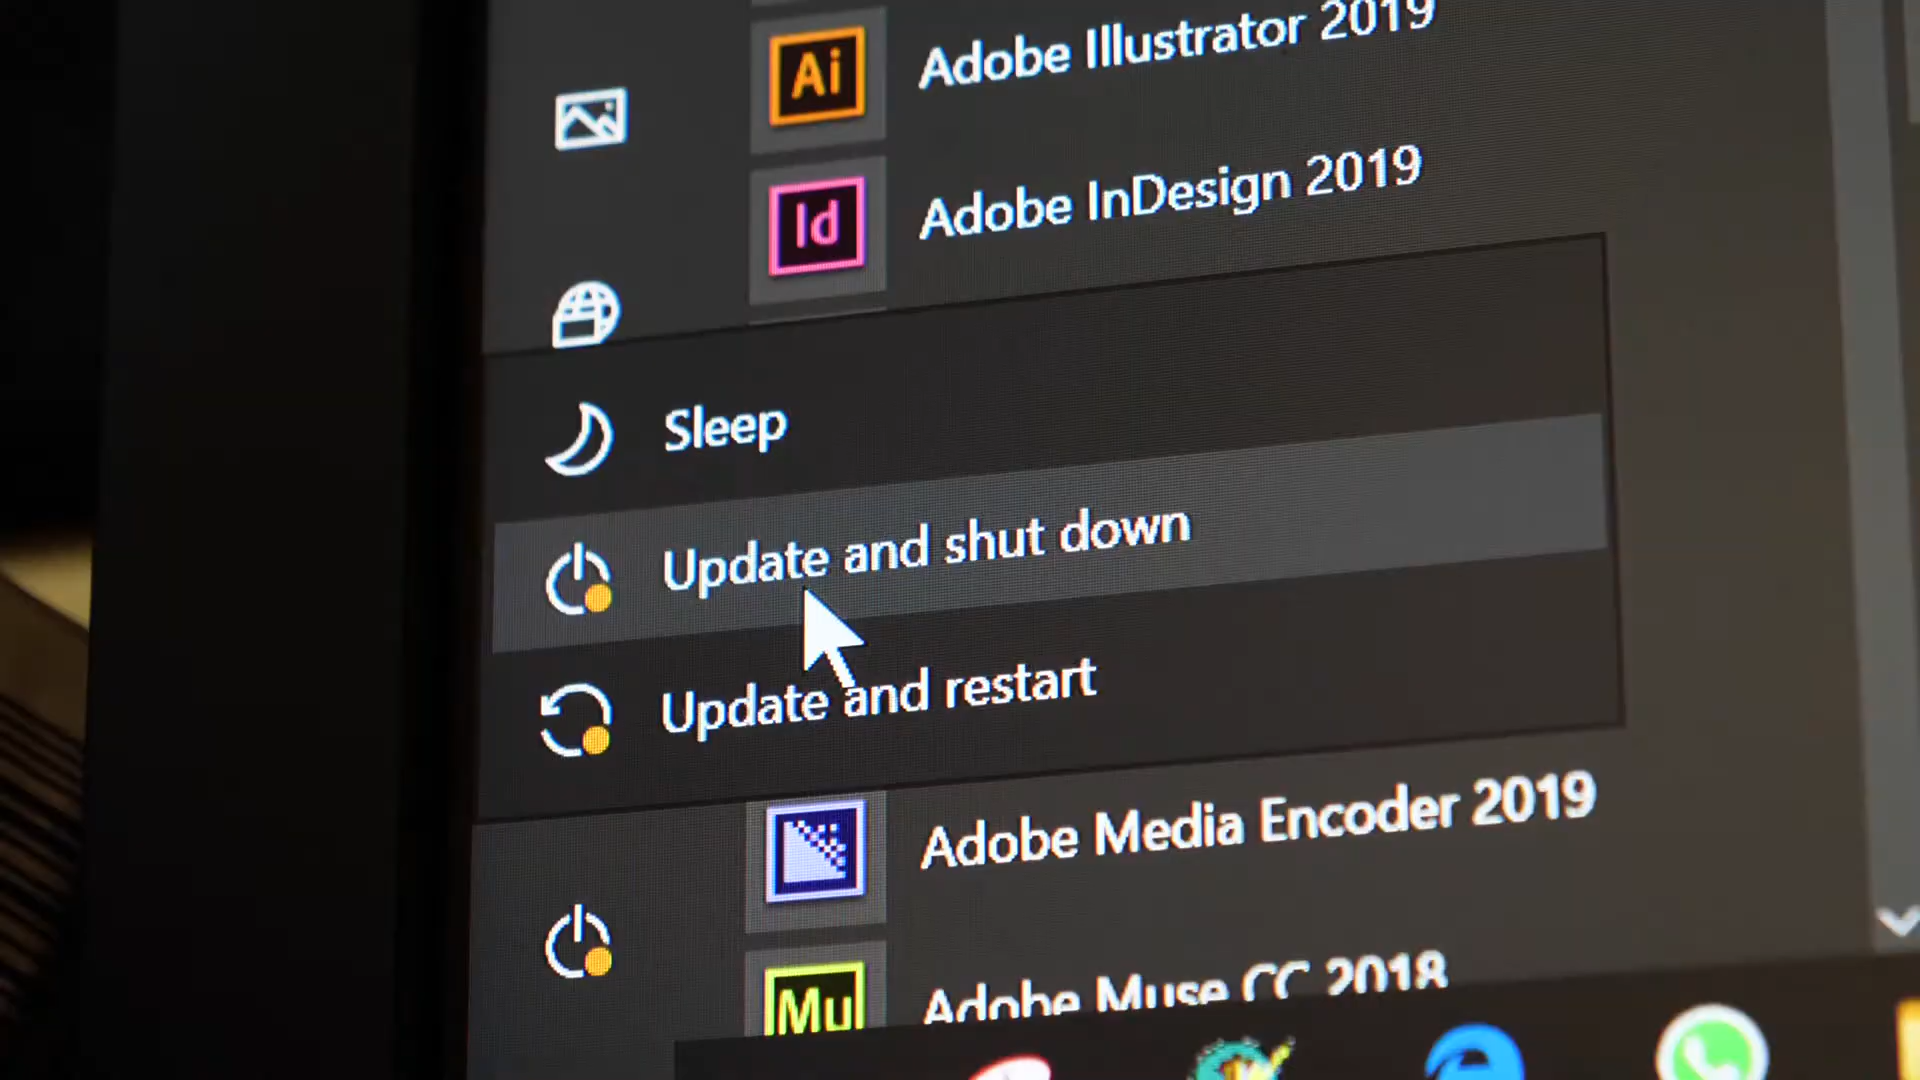 Ai
Adobe Illustrator 2019
Id
Adobe InDesign 2019
Sleep
Update and shut down
Update and restart
Adobe Media Encoder 2019
Mu
Adobe Muse CC 2018